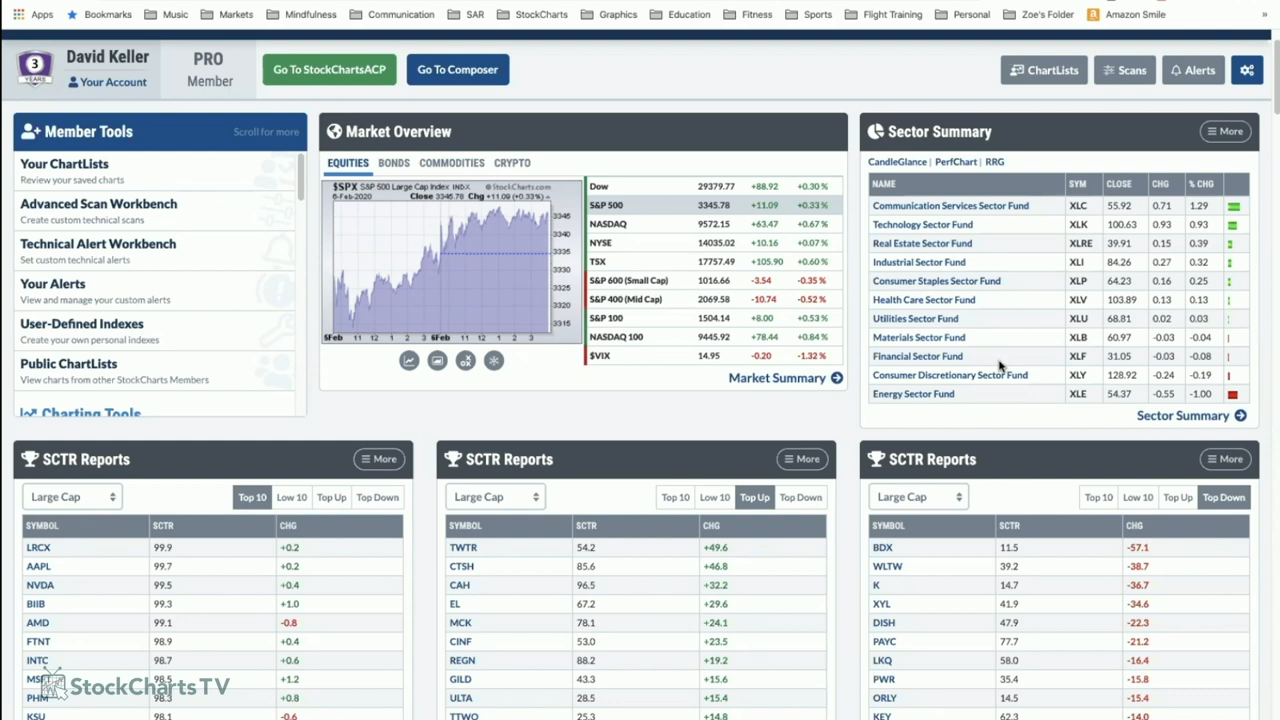 Apps Bookmarks Music Markets Mindfulness Communication SAR StockCharts Graphics Education Fitness Sports Flight Training Personal Zoe's Folder Amazon Smile »
3 YEARS
David Keller
Your Account
PRO
Member
Go To StockChartsACP
Go To Composer
ChartLists
Scans
Alerts
Member Tools
Scroll for more
Your ChartLists
Review your saved charts
Advanced Scan Workbench
Create custom technical scans
Technical Alert Workbench
Set custom technical alerts
Your Alerts
View and manage your custom alerts
User-Defined Indexes
Create your own personal indexes
Public ChartLists
View charts from other StockCharts Members
Charting Tools
Market Overview
EQUITIES BONDS COMMODITIES CRYPTO
$SPX S&P 500 Large Cap Index INDX © StockCharts.com
6-Feb-2020 Close 3345.78 Chg +11.09 (+0.33%)
3345
3340
3335
3330
3325
3320
3315
5Feb 11 12 1 2 3 6Feb 11 12 1 2 3
Dow 29379.77 +88.92 +0.30 %
S&P 500 3345.78 +11.09 +0.33 %
NASDAQ 9572.15 +63.47 +0.67 %
NYSE 14035.02 +10.16 +0.07 %
TSX 17757.49 +105.90 +0.60 %
S&P 600 (Small Cap) 1016.66 -3.54 -0.35 %
S&P 400 (Mid Cap) 2069.58 -10.74 -0.52 %
S&P 100 1504.14 +8.00 +0.53 %
NASDAQ 100 9445.92 +78.44 +0.84 %
$VIX 14.95 -0.20 -1.32 %
Market Summary
Sector Summary
More
CandleGlance | PerfChart | RRG
NAME SYM CLOSE CHG % CHG
Communication Services Sector Fund XLC 55.92 0.71 1.29
Technology Sector Fund XLK 100.63 0.93 0.93
Real Estate Sector Fund XLRE 39.91 0.15 0.39
Industrial Sector Fund XLI 84.26 0.27 0.32
Consumer Staples Sector Fund XLP 64.23 0.16 0.25
Health Care Sector Fund XLV 103.89 0.13 0.13
Utilities Sector Fund XLU 68.81 0.02 0.03
Materials Sector Fund XLB 60.97 -0.03 -0.04
Financial Sector Fund XLF 31.05 -0.03 -0.08
Consumer Discretionary Sector Fund XLY 128.92 -0.24 -0.19
Energy Sector Fund XLE 54.37 -0.55 -1.00
Sector Summary
SCTR Reports
More
Large Cap
Top 10 Low 10 Top Up Top Down
SYMBOL SCTR CHG
LRCX 99.9 +0.2
AAPL 99.7 +0.2
NVDA 99.5 +0.4
BIIB 99.3 +1.0
AMD 99.1 -0.8
FTNT 98.9 +0.4
INTC 98.7 +0.6
98.5 +1.2
PHM 98.3 +0.8
KSU 98.1 -0.6
StockChartsTV
SCTR Reports
More
Large Cap
Top 10 Low 10 Top Up Top Down
SYMBOL SCTR CHG
TWTR 54.2 +49.6
CTSH 85.6 +46.8
CAH 96.5 +32.2
EL 67.2 +29.6
MCK 78.1 +24.1
CINF 53.0 +23.5
REGN 88.2 +19.2
GILD 43.3 +15.6
ULTA 28.5 +15.4
TTWO 25.3 +14.8
SCTR Reports
More
Large Cap
Top 10 Low 10 Top Up Top Down
SYMBOL SCTR CHG
BDX 11.5 -57.1
WLTW 39.2 -38.7
K 14.7 -36.7
XYL 41.9 -34.6
DISH 47.9 -22.3
PAYC 77.7 -21.2
LKQ 58.0 -16.4
PWR 35.4 -15.8
ORLY 14.5 -15.4
KEY 62.3 -14.0